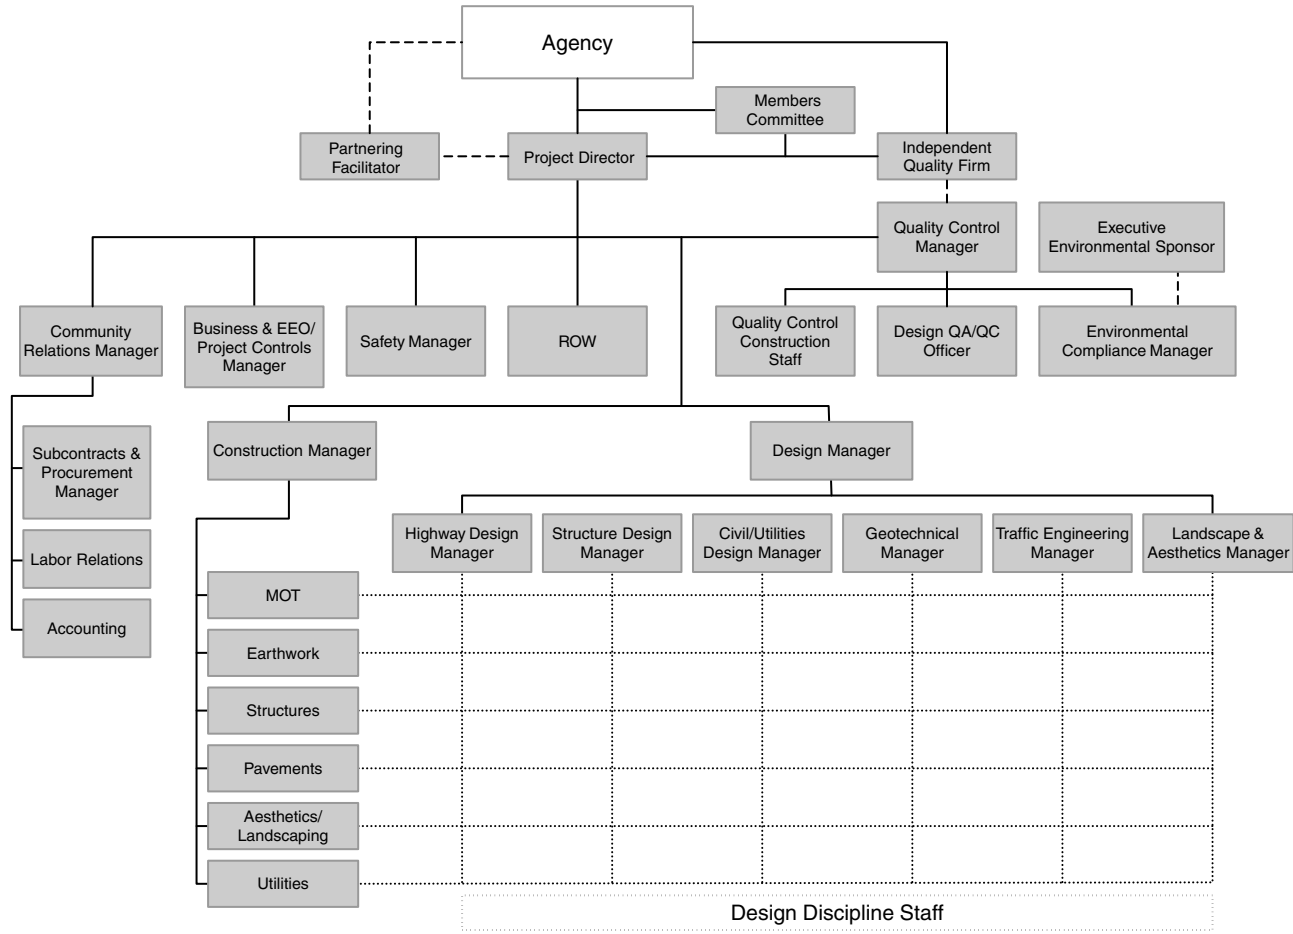 Agency
Members
Committee
Partnering
Facilitator
Project Director
Independent
Quality Firm
Quality Control
Manager
Executive
Environmental Sponsor
Community
Relations Manager
Business & EEO/
Project Controls
Manager
Safety Manager
ROW
Quality Control
Construction
Staff
Design QA/QC
Officer
Environmental
Compliance Manager
Construction Manager
Design Manager
Subcontracts &
Procurement
Manager
Labor Relations
Accounting
Highway Design
Manager
Structure Design
Manager
Civil/Utilities
Design Manager
Geotechnical
Manager
Traffic Engineering
Manager
Landscape &
Aesthetics Manager
MOT
Earthwork
Structures
Pavements
Aesthetics/
Landscaping
Utilities
Design Discipline Staff